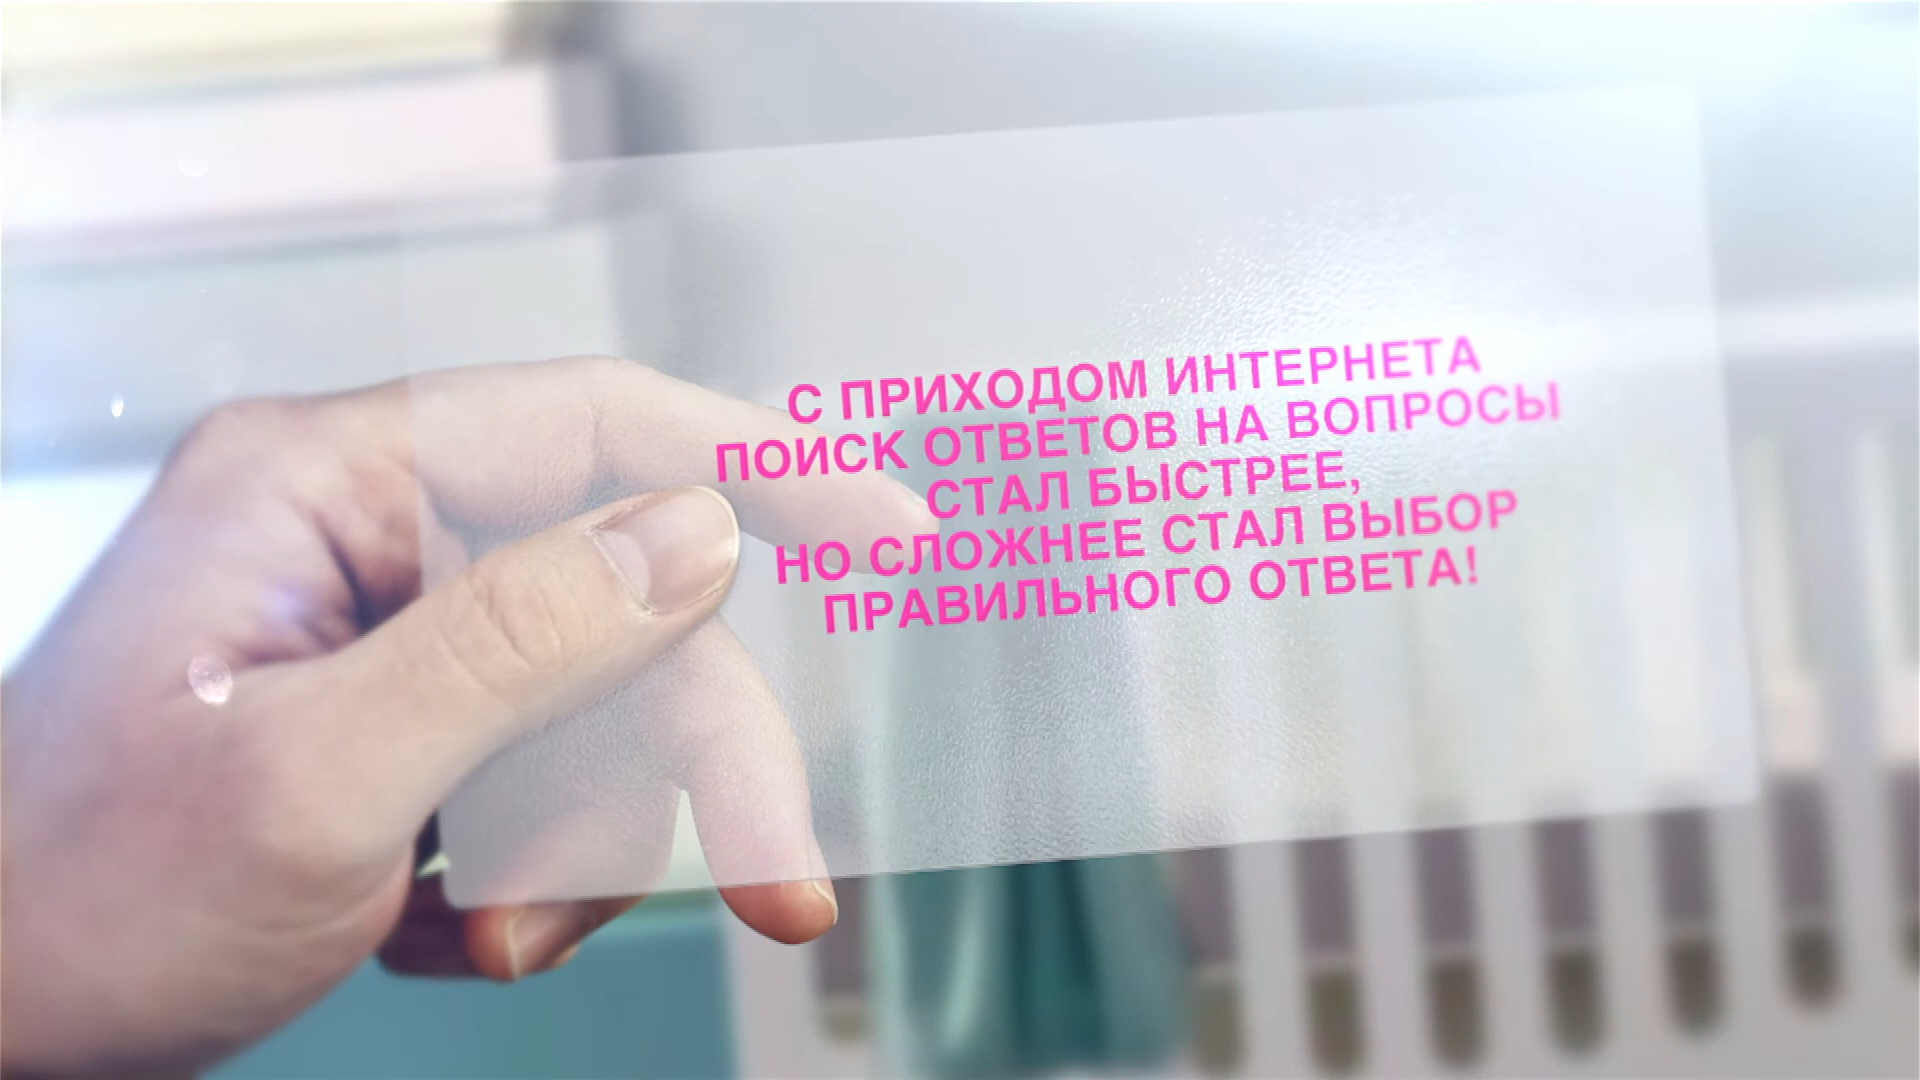 С ПРИХОДОМ ИНТЕРНЕТА
ПОИСК ОТВЕТОВ НА ВОПРОСЫ
СТАЛ БЫСТРЕЕ,
НО СЛОЖНЕЕ СТАЛ ВЫБОР
ПРАВИЛЬНОГО ОТВЕТА!